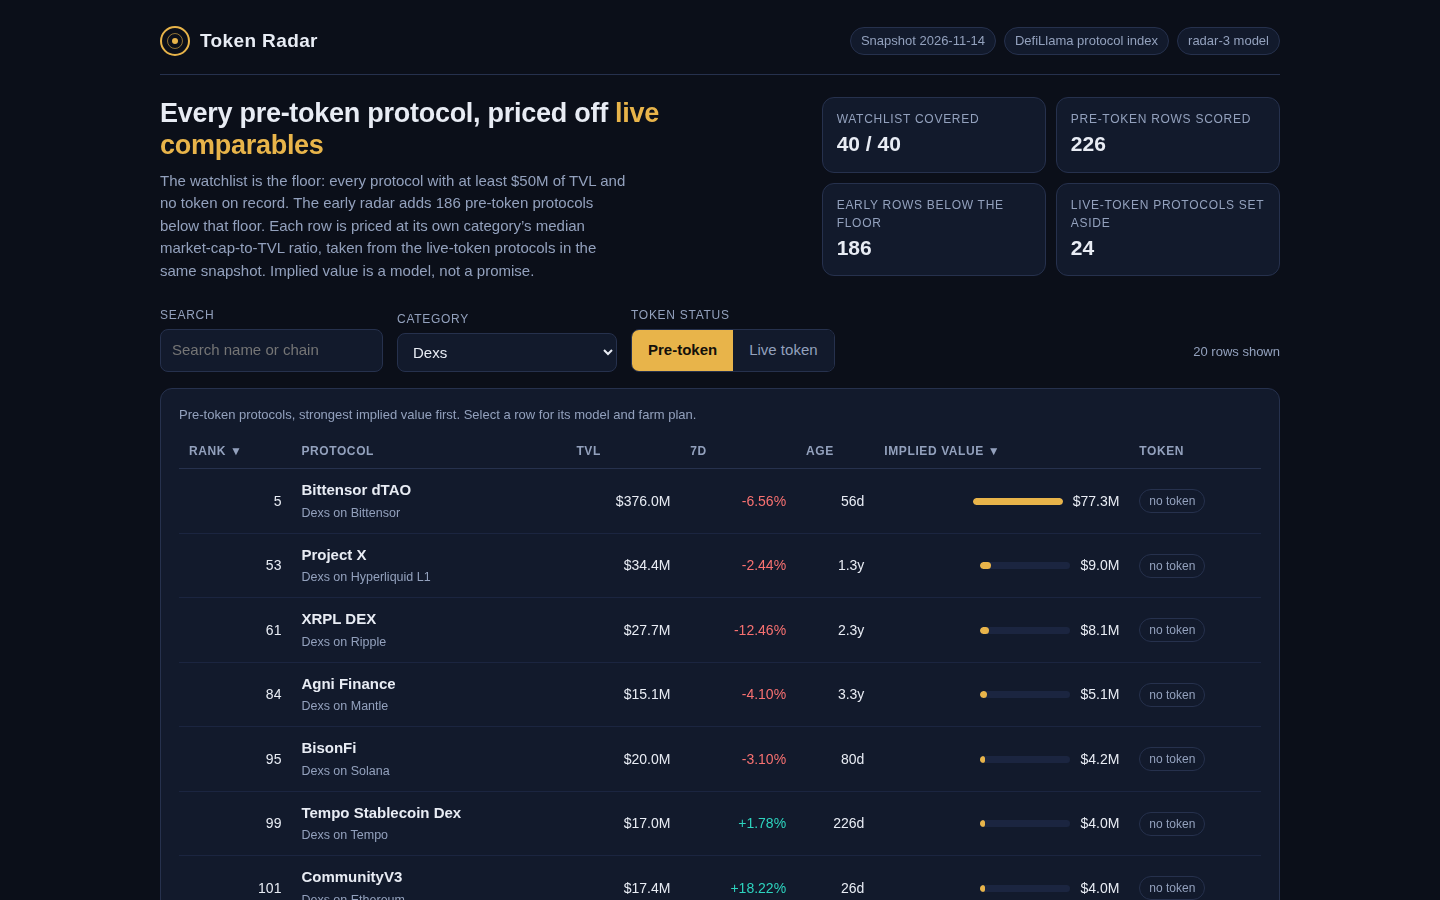 Token Radar
Snapshot 2026-11-14
DefiLlama protocol index
radar-3 model
Every pre-token protocol, priced off live
comparables
The watchlist is the floor: every protocol with at least $50M of TVL and
no token on record. The early radar adds 186 pre-token protocols
below that floor. Each row is priced at its own category's median
market-cap-to-TVL ratio, taken from the live-token protocols in the
same snapshot. Implied value is a model, not a promise.
WATCHLIST COVERED
40 / 40
PRE-TOKEN ROWS SCORED
226
EARLY ROWS BELOW THE
FLOOR
186
LIVE-TOKEN PROTOCOLS SET
ASIDE
24
SEARCH
Search name or chain
CATEGORY
Dexs
TOKEN STATUS
Pre-token
Live token
20 rows shown
Pre-token protocols, strongest implied value first. Select a row for its model and farm plan.
RANK ▼ PROTOCOL TVL 7D AGE IMPLIED VALUE ▼ TOKEN
5 Bittensor dTAO $376.0M -6.56% 56d $77.3M no token
Dexs on Bittensor
53 Project X $34.4M -2.44% 1.3y $9.0M no token
Dexs on Hyperliquid L1
61 XRPL DEX $27.7M -12.46% 2.3y $8.1M no token
Dexs on Ripple
84 Agni Finance $15.1M -4.10% 3.3y $5.1M no token
Dexs on Mantle
95 BisonFi $20.0M -3.10% 80d $4.2M no token
Dexs on Solana
99 Tempo Stablecoin Dex $17.0M +1.78% 226d $4.0M no token
Dexs on Tempo
101 CommunityV3 $17.4M +18.22% 26d $4.0M no token
Dexs on Ethereum